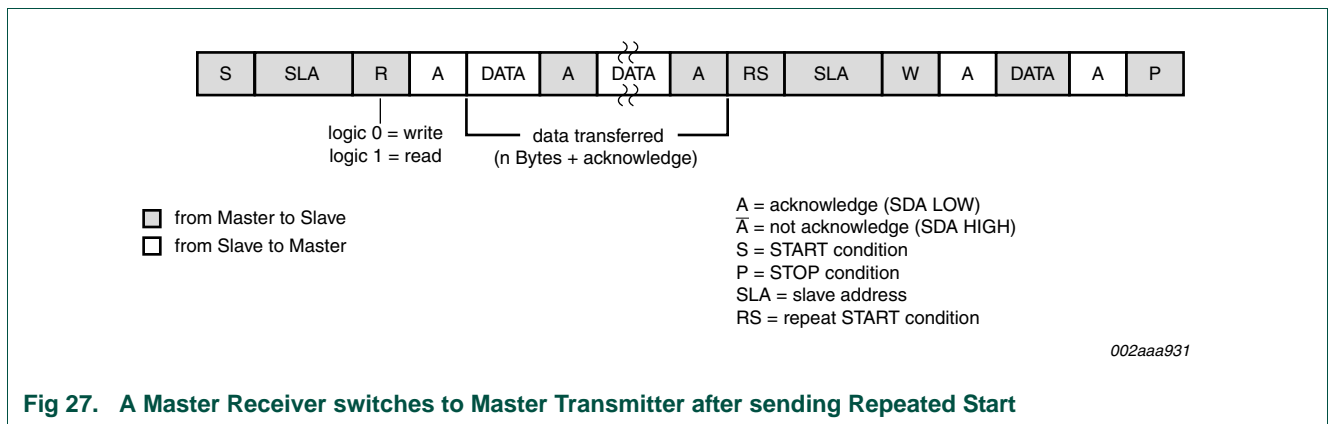 S SLA R A DATA A DATA A RS SLA W A DATA A P
logic 0 = write
logic 1 = read
data transferred
(n Bytes + acknowledge)
from Master to Slave
from Slave to Master
A = acknowledge (SDA LOW)
A̅ = not acknowledge (SDA HIGH)
S = START condition
P = STOP condition
SLA = slave address
RS = repeat START condition
002aaa931
Fig 27. A Master Receiver switches to Master Transmitter after sending Repeated Start